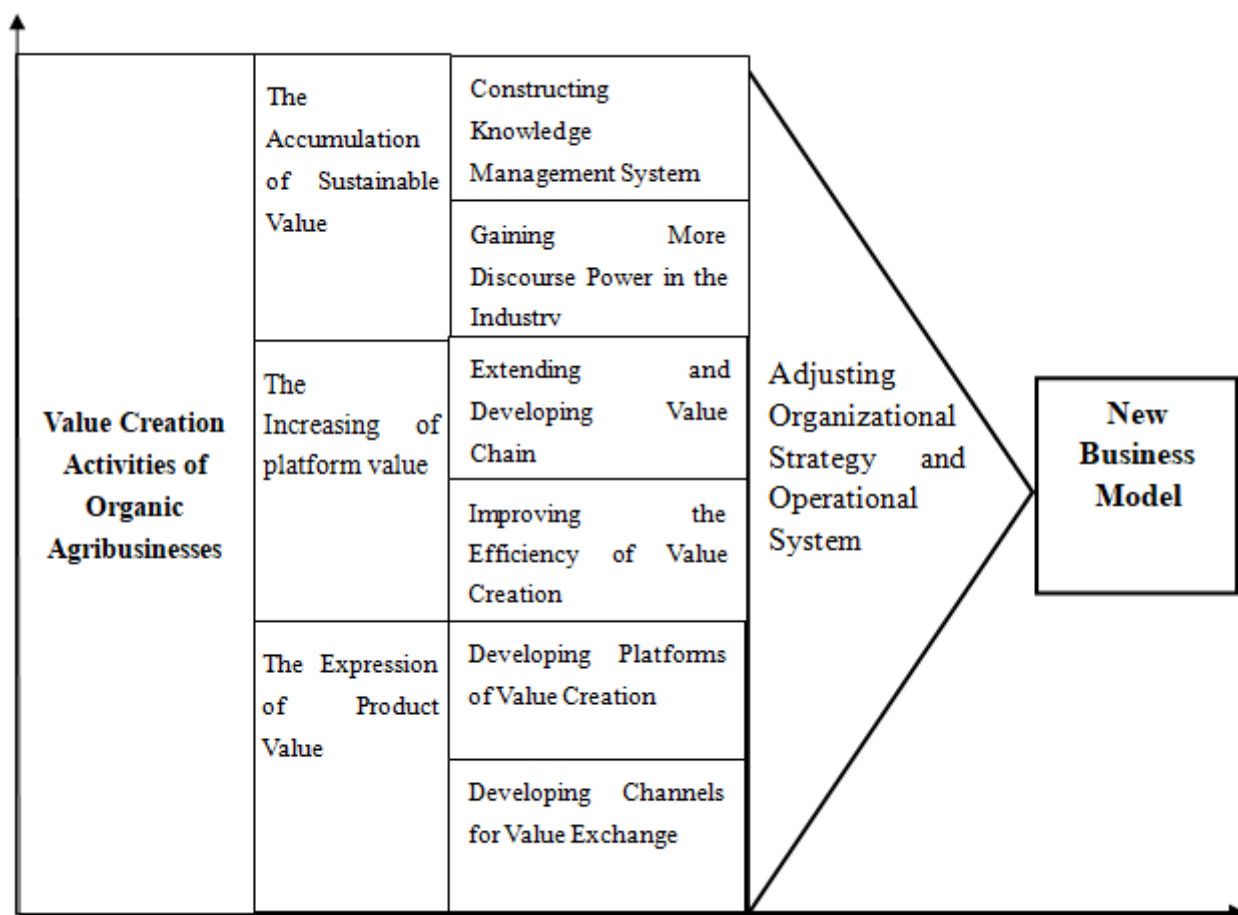 Value Creation
Activities of
Organic
Agribusinesses
The
Accumulation
of Sustainable
Value
Constructing
Knowledge
Management System
Gaining More
Discourse Power in the
Industry
The
Increasing of
platform value
Extending and
Developing Value
Chain
Improving the
Efficiency of Value
Creation
The Expression
of Product
Value
Developing Platforms
of Value Creation
Developing Channels
for Value Exchange
Adjusting
Organizational
Strategy and
Operational
System
New
Business
Model